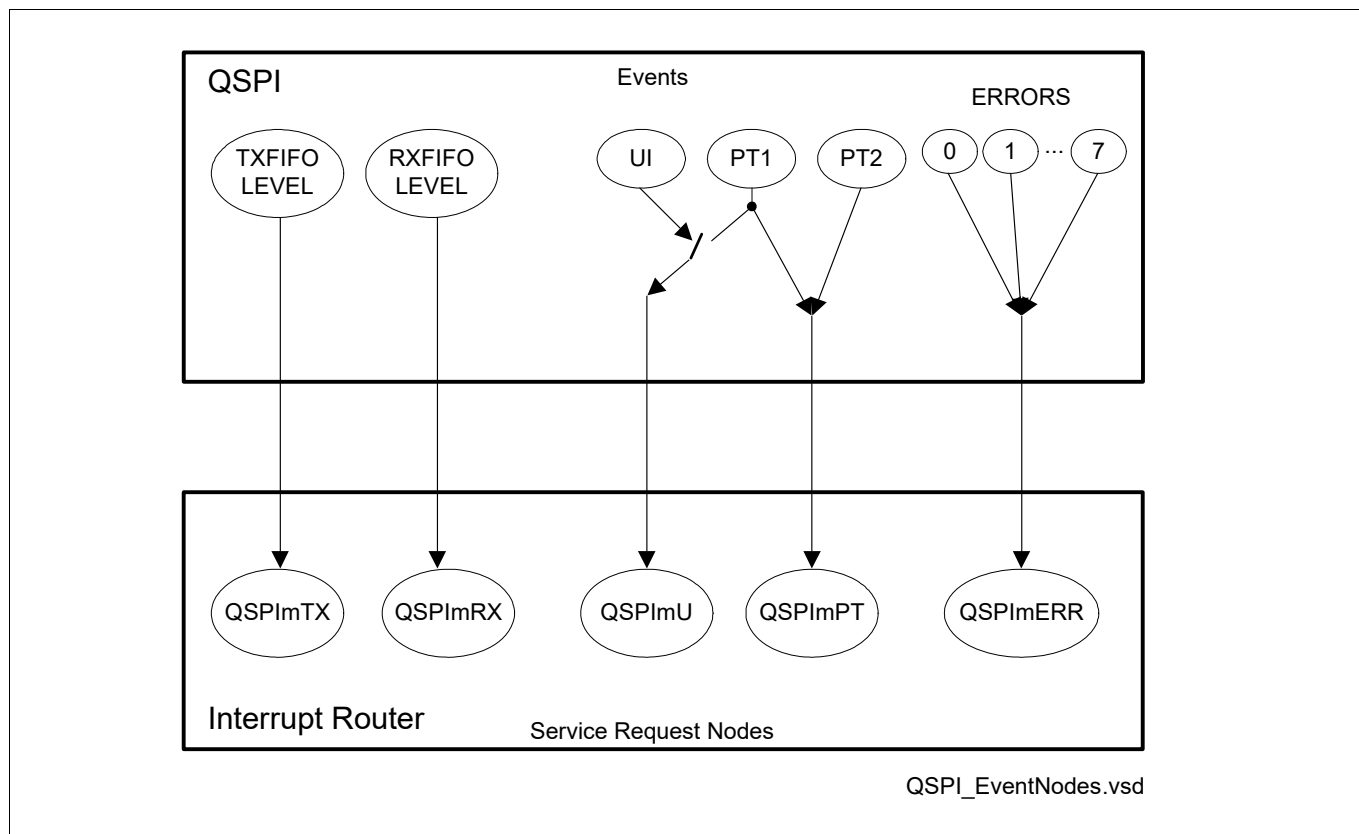 QSPI
Events
ERRORS
TXFIFO
LEVEL
RXFIFO
LEVEL
UI
PT1
PT2
0
1
...
7
QSPImTX
QSPImRX
QSPImU
QSPImPT
QSPImERR
Interrupt Router
Service Request Nodes
QSPI_EventNodes.vsd